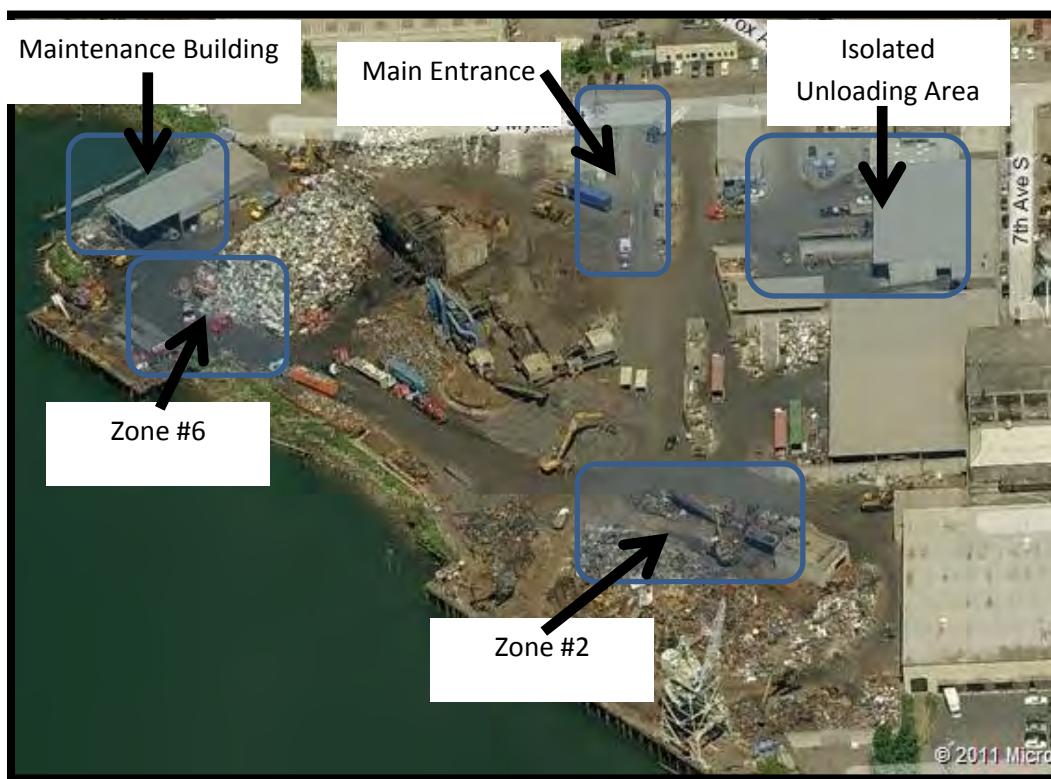 Maintenance Building
Main Entrance
Isolated
Unloading Area
7th Ave S
Zone #6
Zone #2
© 2011 Micro